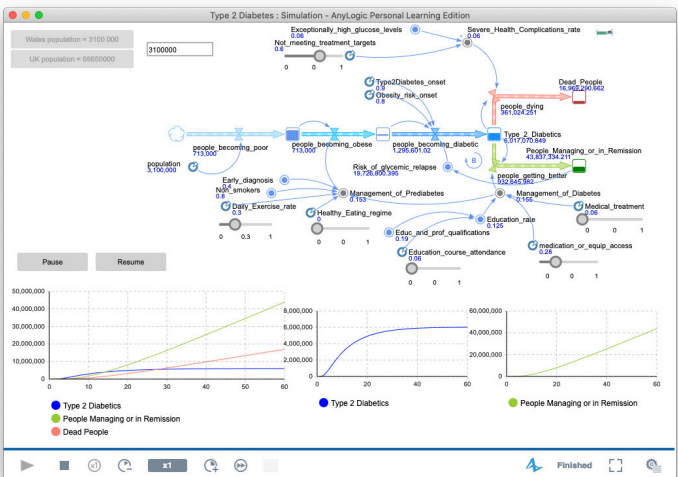 Type 2 Diabetes : Simulation - AnyLogic Personal Learning Edition
Wales population = 3100 000
UK population = 68650000
3100000
Exceptionally_high_glucose_levels
0.06
Severe_Health_Complications_rate
0.06
Not_meeting_treatment_targets
0.6
0 0 1
Type2Diabetes_onset
0.9
Obesity_risk_onset
0.8
Dead_People
16,969,290.662
people_dying
361,024.251
Type_2_Diabetics
6,017,070.849
people_becoming_poor
713,000
people_becoming_obese
713,000
people_becoming_diabetic
1,295,601.02
People_Managing_or_in_Remission
43,837,334.211
B
population
3,100,000
Risk_of_glycemic_relapse
19,726,800.395
people_getting_better
932,645.982
Early_diagnosis
0.4
Non_smokers
0.8
Management_of_Prediabetes
0.153
Management_of_Diabetes
0.155
Daily_Exercise_rate
0.3
0 0.3 1
Healthy_Eating_regime
0
0 0 1
Medical_treatment
0.06
0 0 1
Education_rate
0.125
Educ_and_prof_qualifications
0.19
Education_course_attendance
0.06
0 0 1
medication_or_equip_access
0.28
0 0 1
Pause
Resume
50,000,000
40,000,000
30,000,000
20,000,000
10,000,000
0
0 10 20 30 40 50 60
Type 2 Diabetics
People Managing or in Remission
Dead People
8,000,000
6,000,000
4,000,000
2,000,000
0
0 20 40 60
Type 2 Diabetics
60,000,000
40,000,000
20,000,000
0
0 20 40 60
People Managing or in Remission
x1
x1
Finished